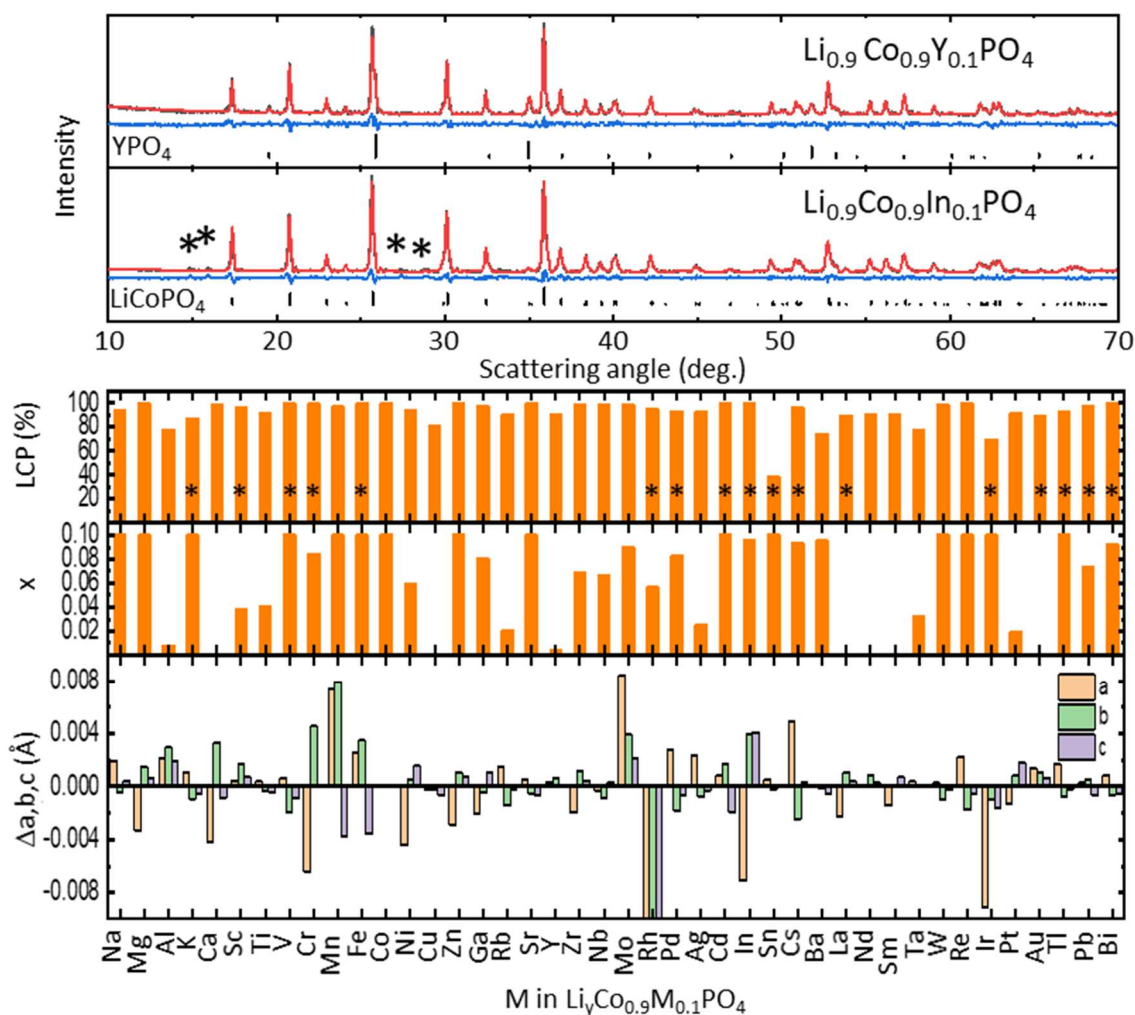 Li₀.₉ Co₀.₉Y₀.₁PO₄
YPO₄
Intensity
Li₀.₉Co₀.₉In₀.₁PO₄
* * * *
LiCoPO₄
10 20 30 40 50 60 70
Scattering angle (deg.)
LCP (%)
100
80
60
40
20
* * * * * * * * * * * * * * * *
x
0.10
0.08
0.06
0.04
0.02
Δa,b,c (Å)
0.008
0.004
0.000
-0.004
-0.008
a
b
c
Na Mg Al K Ca Sc Ti V Cr Mn Fe Co Ni Cu Zn Ga Rb Sr Y Zr Nb Mo Rh Pd Ag Cd In Sn Cs Ba La Nd Sm Ta W Re Ir Pt Au Tl Pb Bi
M in LiᵧCo₀.₉M₀.₁PO₄